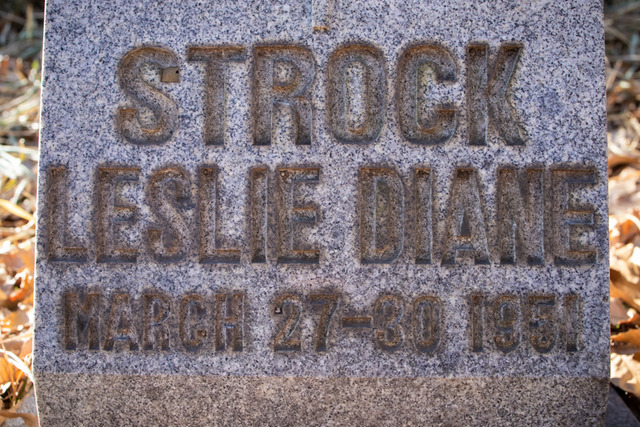 STROCK
LESLIE DIANE
MARCH 27-30 1951